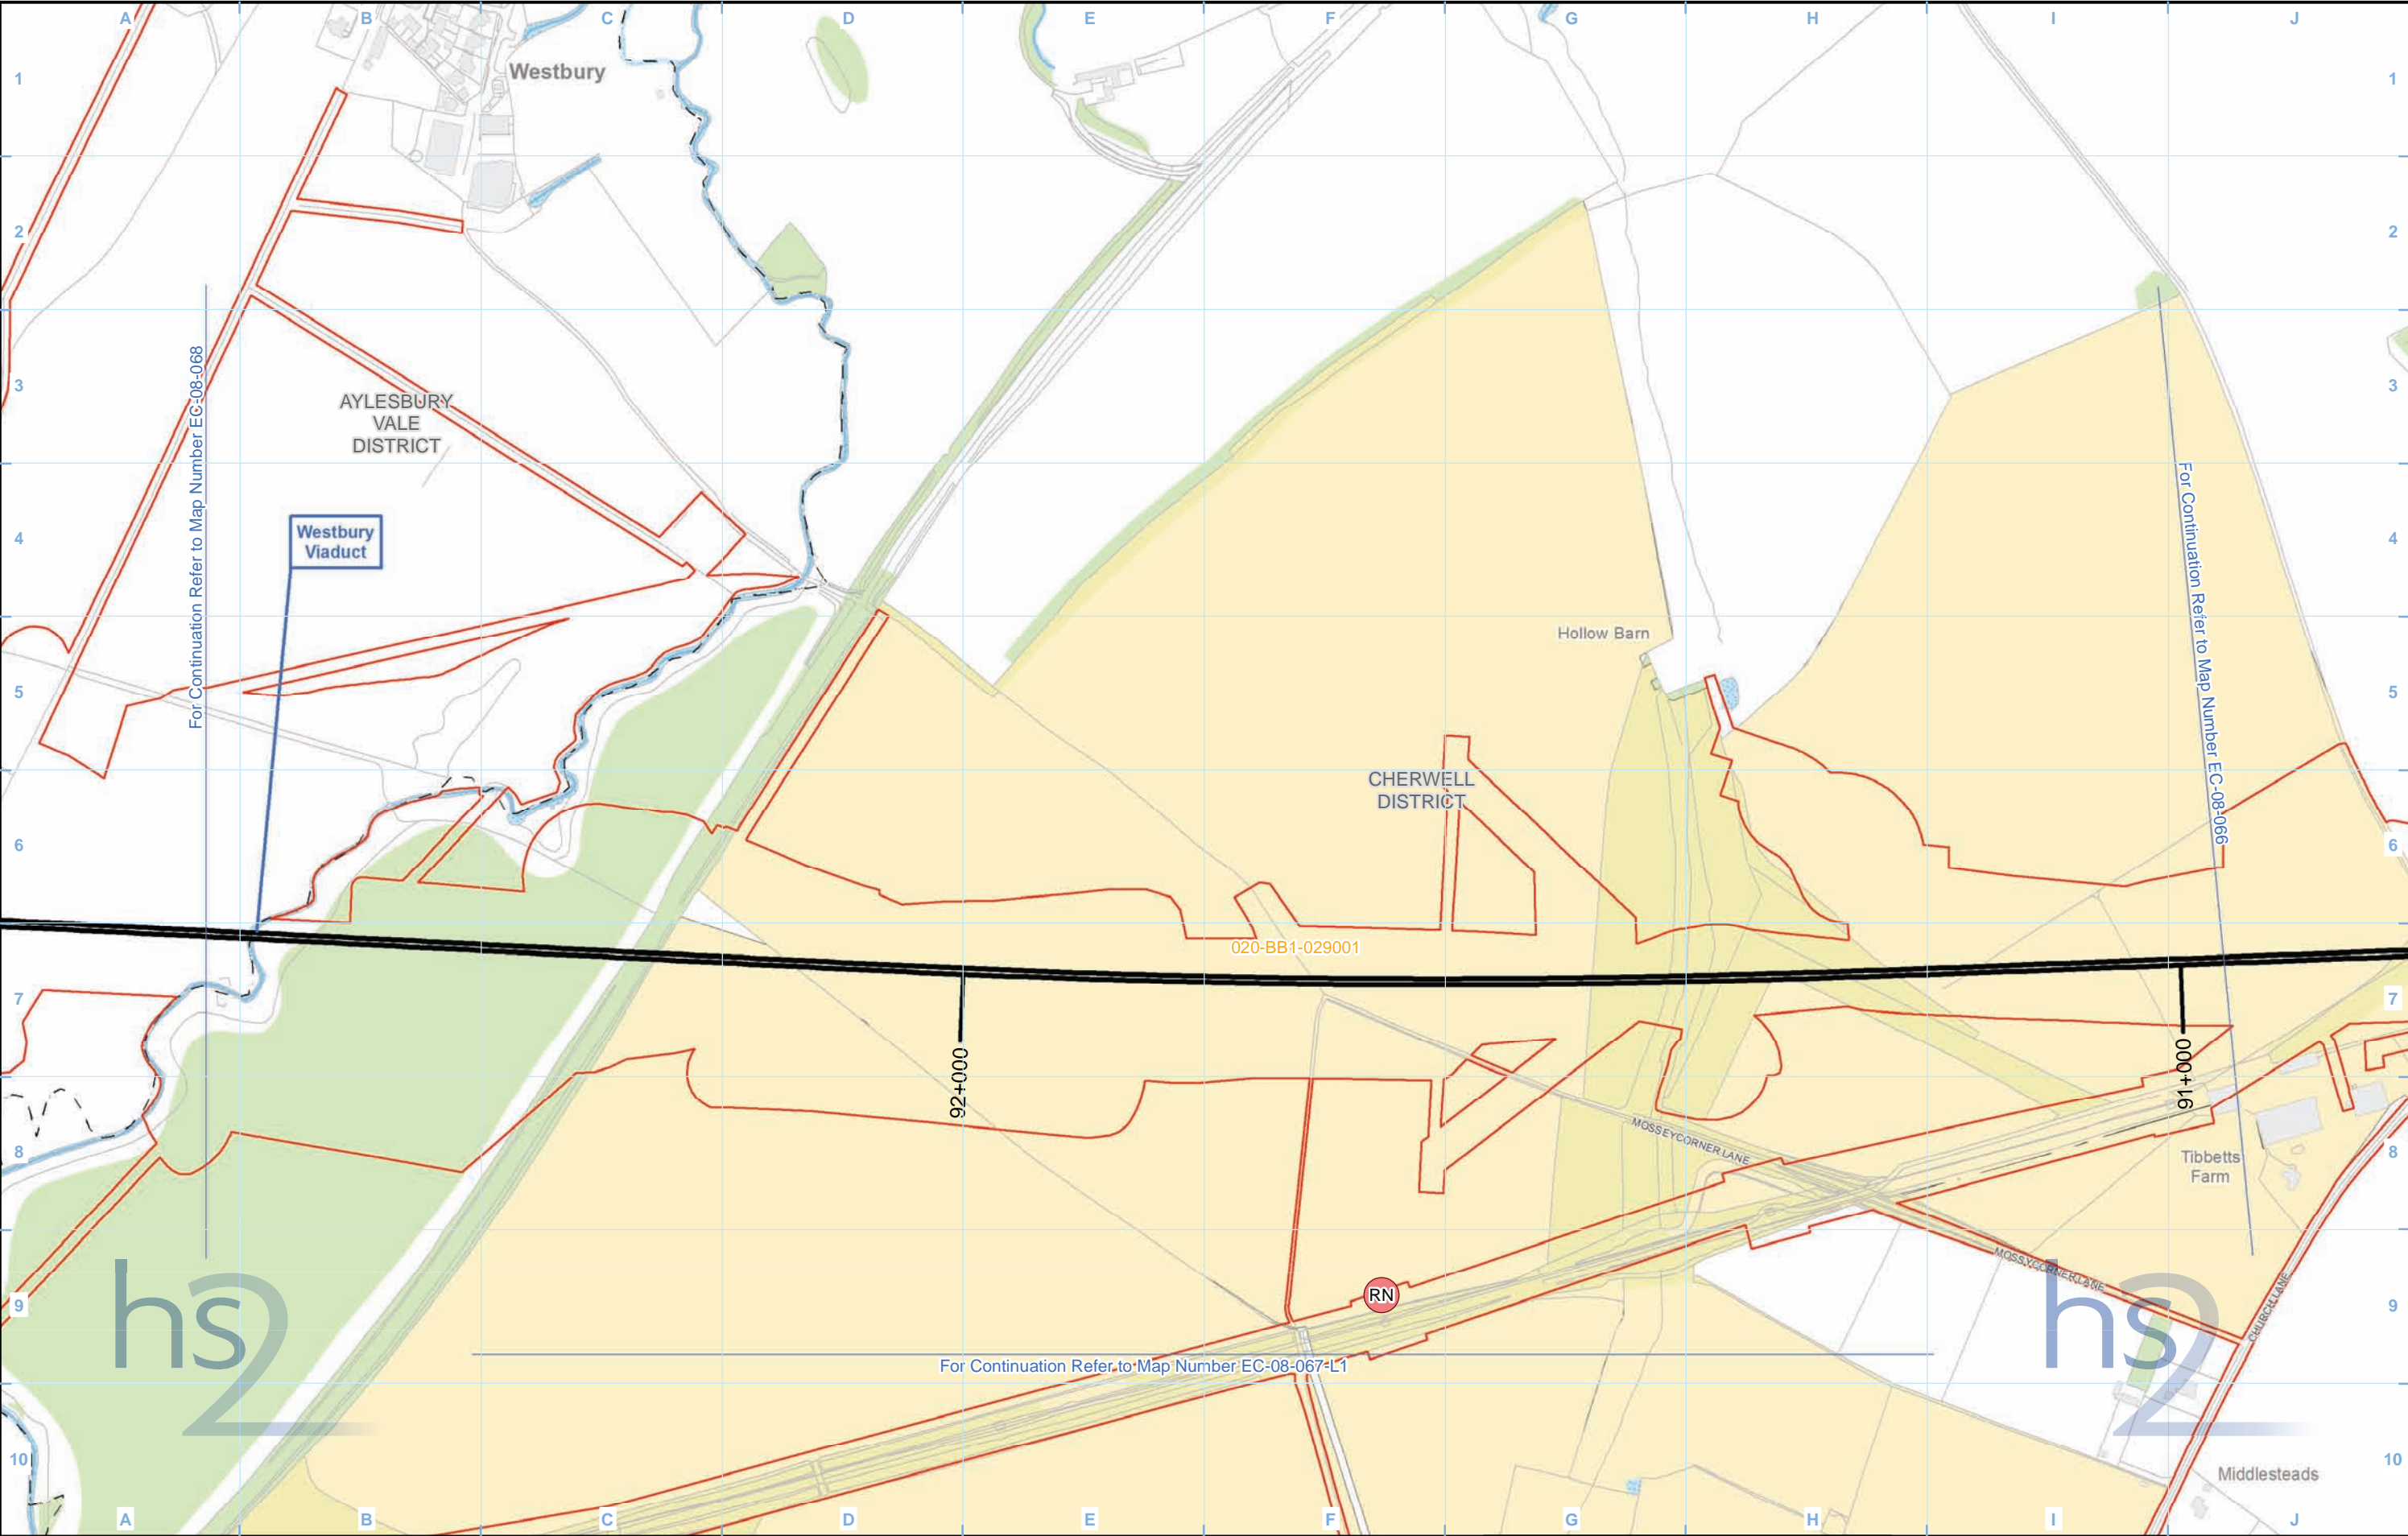 A B C D E F G H I J
1
1
Westbury
2
2
3
3
AYLESBURY
VALE
DISTRICT
For Continuation Refer to Map Number EC-08-068
For Continuation Refer to Map Number EC-08-066
4
4
Westbury
Viaduct
Hollow Barn
5
5
CHERWELL
DISTRICT
6
6
020-BB1-029001
7
7
92+000
91+000
8
8
MOSSEYCORNER LANE
Tibbetts
Farm
9
9
hs2
RN
MOSSYCORNER LANE
CHURCH LANE
hs2
For Continuation Refer to Map Number EC-08-067-L1
10
10
Middlesteads
A B C D E F G H I J